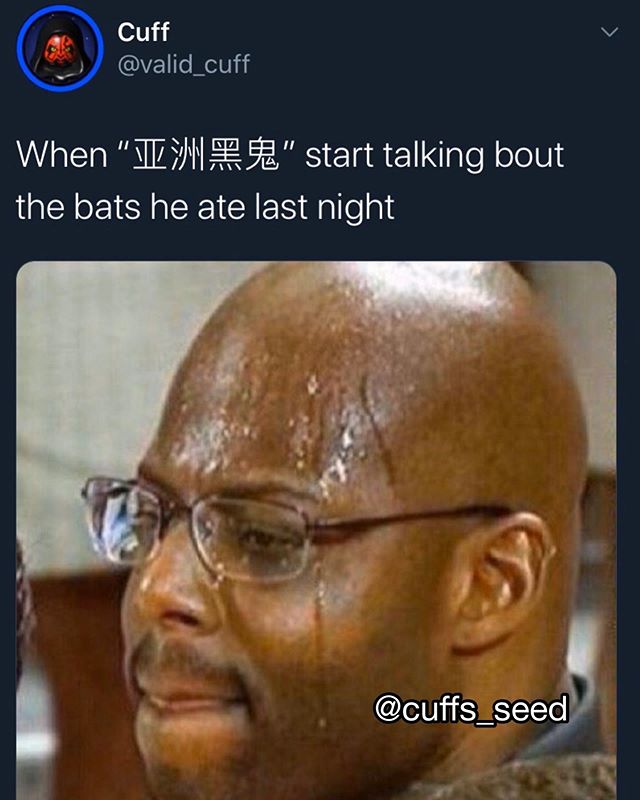 Cuff
@valid_cuff
When “亚洲黑鬼” start talking bout
the bats he ate last night
@cuffs_seed